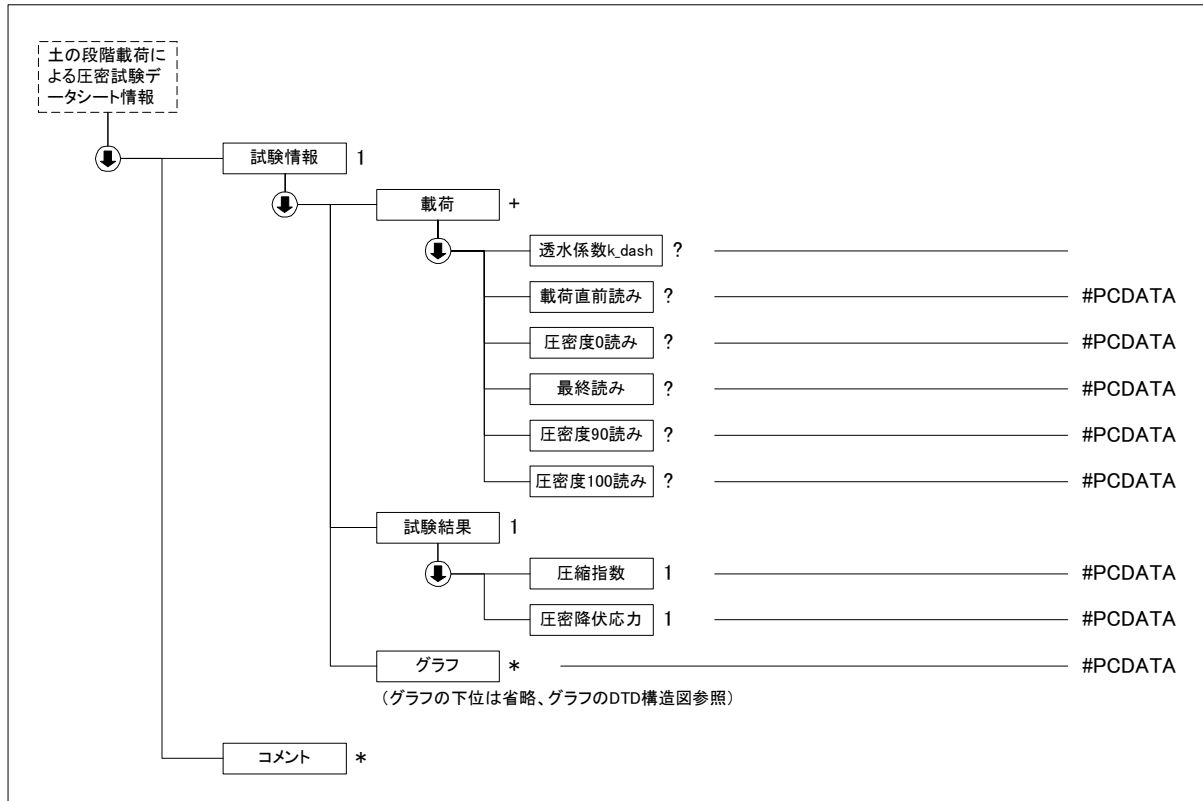 土の段階載荷に
よる圧密試験デ
ータシート情報
試験情報 1
載荷 +
透水係数k_dash ?
載荷直前読み ? #PCDATA
圧密度0読み ? #PCDATA
最終読み ? #PCDATA
圧密度90読み ? #PCDATA
圧密度100読み ? #PCDATA
試験結果 1
圧縮指数 1 #PCDATA
圧密降伏応力 1 #PCDATA
グラフ * #PCDATA
(グラフの下位は省略、グラフのDTD構造図参照)
コメント *